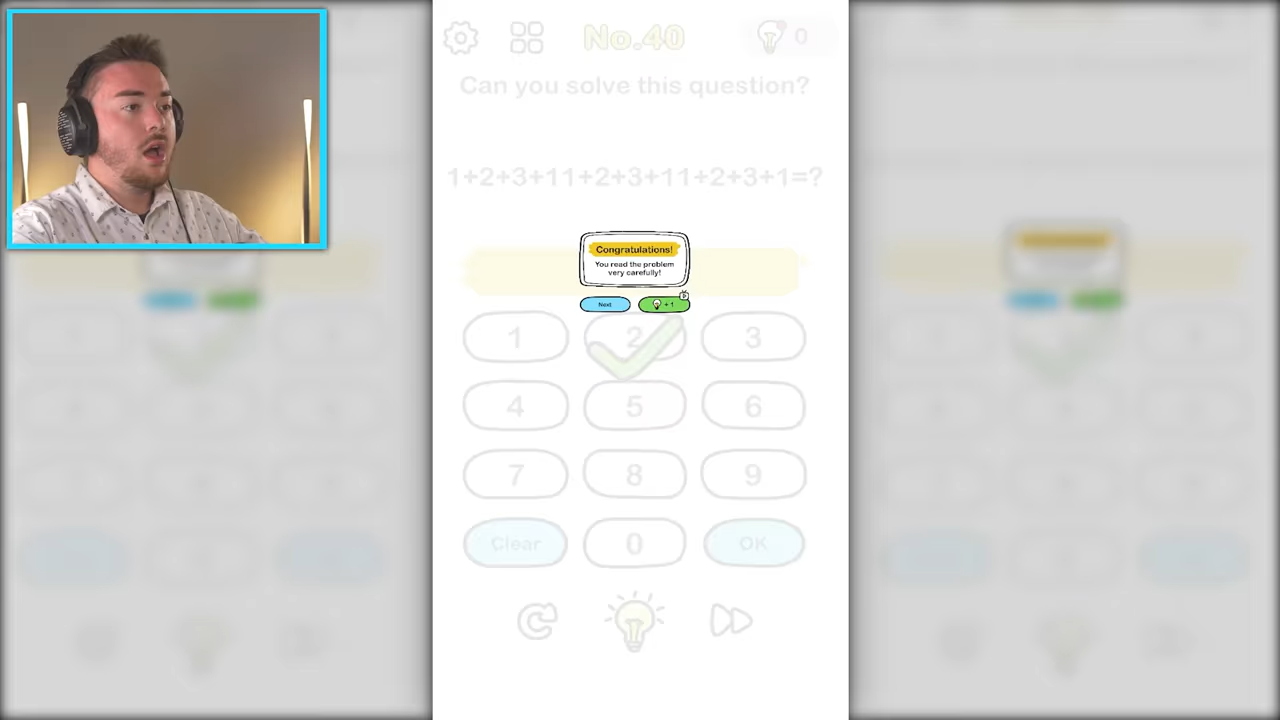 No.40
0
Can you solve this question?
1+2+3+11+2+3+11+2+3+1=?
Congratulations!
You read the problem
very carefully!
Next
+1
1
2
3
4
5
6
7
8
9
Clear
0
OK